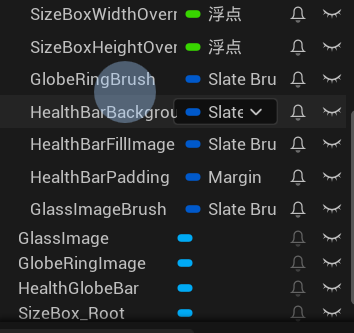 SizeBoxWidthOverr 浮点
SizeBoxHeightOver 浮点
GlobeRingBrush Slate Bru
HealthBarBackgrou Slate
HealthBarFillImage Slate Bru
HealthBarPadding Margin
GlassImageBrush Slate Bru
GlassImage
GlobeRingImage
HealthGlobeBar
SizeBox_Root